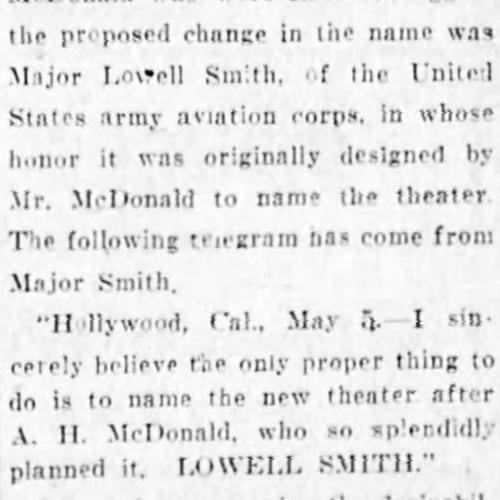 the proposed change in the name was
Major Lowell Smith, of the United
States army aviation corps, in whose
honor it was originally designed by
Mr. McDonald to name the theater.
The following telegram has come from
Major Smith.
"Hollywood, Cal., May 5.—I sin-
cerely believe the only proper thing to
do is to name the new theater after
A. H. McDonald, who so splendidly
planned it. LOWELL SMITH."